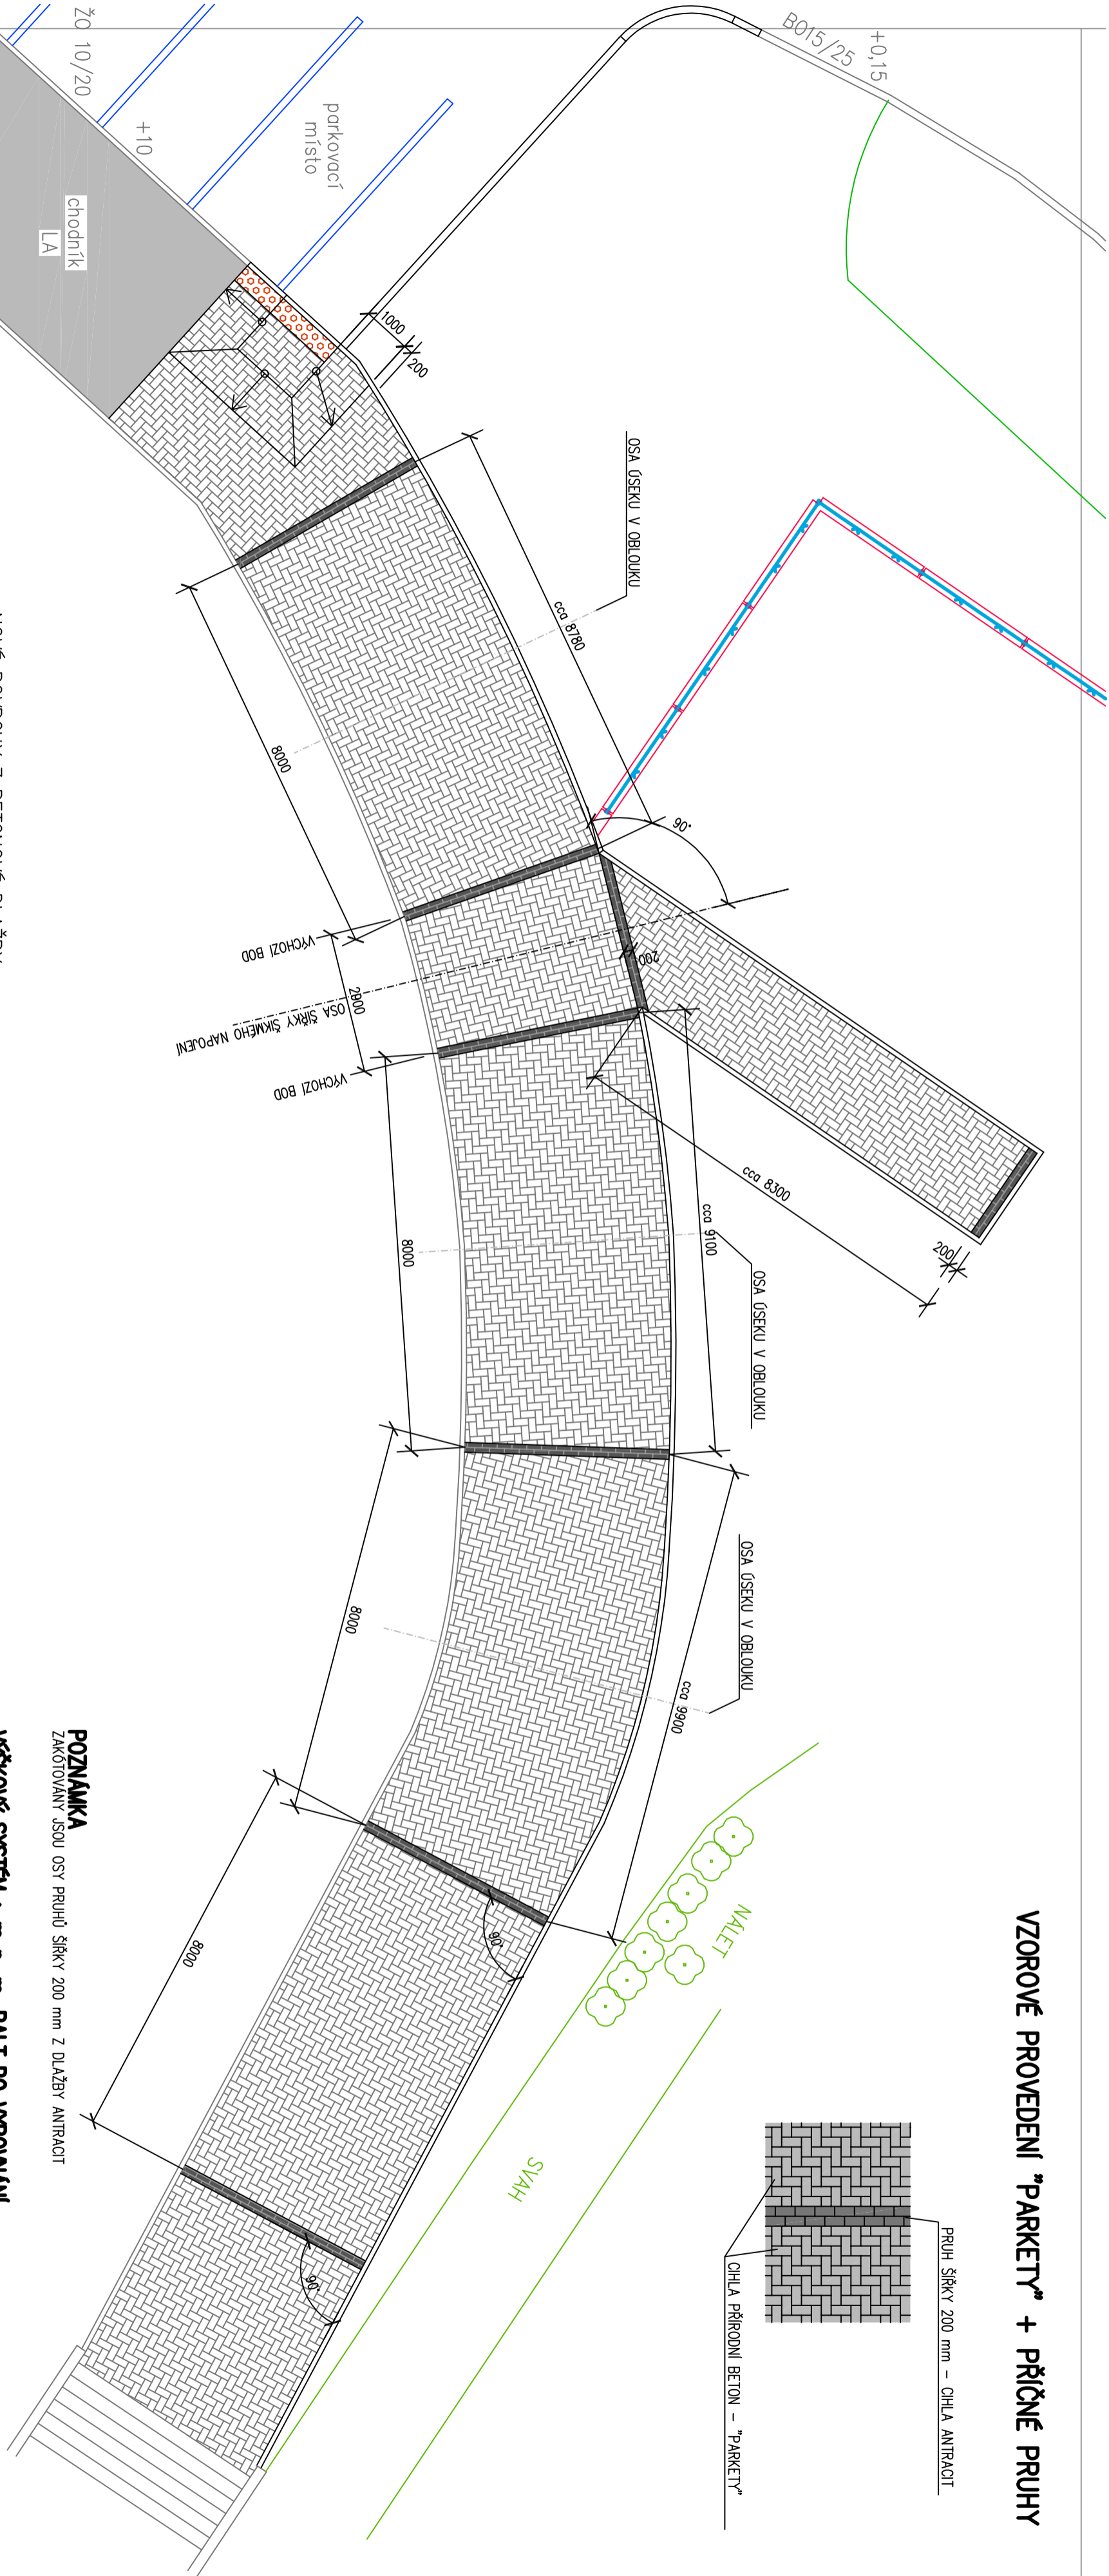 VZOROVÉ PROVEDENÍ "PARKETY" + PŘÍČNÉ PRUHY
PRUH ŠÍŘKY 200 mm – CIHLA ANTRACIT
CIHLA PŘÍRODNÍ BETON – "PARKETY"
BO15/25
+0,15
ŽO 10/20
+10
parkovací
místo
chodník
LA
1000
200
OSA ÚSEKU V OBLOUKU
cca 8780
8000
90°
VÝCHOZÍ BOD
2900
OSA ŠÍŘKY ŠIKMÉHO NAPOJENÍ
VÝCHOZÍ BOD
200
cca 8300
200
cca 9100
OSA ÚSEKU V OBLOUKU
8000
OSA ÚSEKU V OBLOUKU
8000
cca 9900
NÁLET
SVAH
90°
8000
90°
POZNÁMKA
ZAKÓTOVÁNY JSOU OSY PRUHŮ ŠÍŘKY 200 mm Z DLAŽBY ANTRACIT